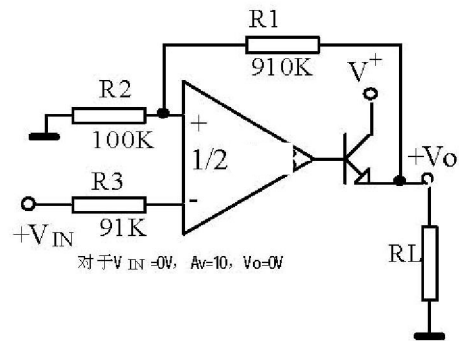 R1
910K
V+
R2
100K
+
1/2
+Vo
R3
-
+VIN
91K
RL
对于V IN =0V, Av=10, Vo=0V